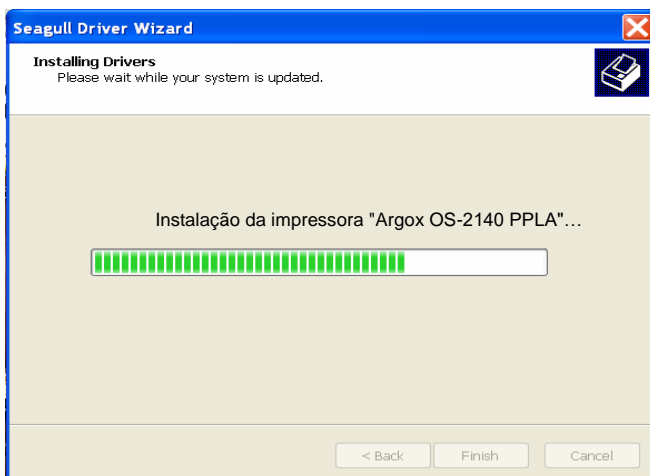 Seagull Driver Wizard
Installing Drivers
Please wait while your system is updated.
Instalação da impressora "Argox OS-2140 PPLA"…
< Back Finish Cancel